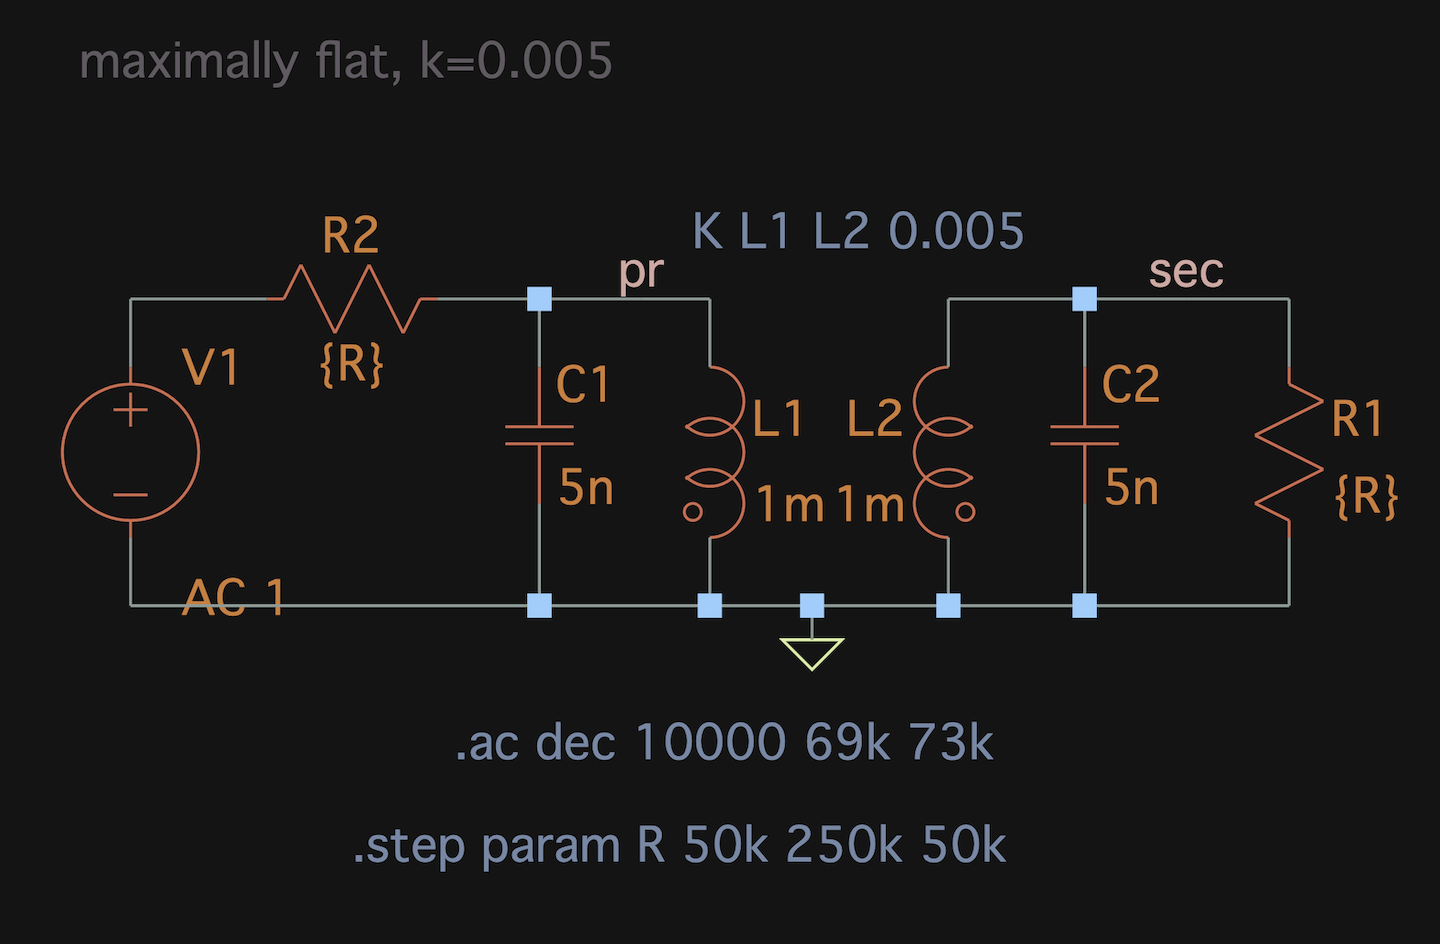 maximally flat, k=0.005
K L1 L2 0.005
R2
pr
sec
{R}
V1
C1
C2
L1
L2
R1
5n
5n
1m
1m
{R}
AC 1
.ac dec 10000 69k 73k
.step param R 50k 250k 50k